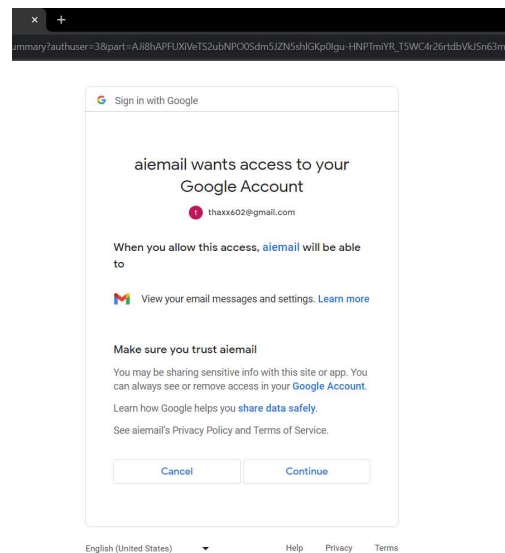 × +
ummary?authuser=3&part=AJi8hAPFUXiVeTS2ubNPO0Sdm5JZN5shlGKp0Igu-HNPTmiYR_T5WC4r26rtdbVkJSn63m
G Sign in with Google
aiemail wants access to your
Google Account
t thaxx602@gmail.com
When you allow this access, aiemail will be able
to
View your email messages and settings. Learn more
Make sure you trust aiemail
You may be sharing sensitive info with this site or app. You
can always see or remove access in your Google Account.
Learn how Google helps you share data safely.
See aiemail's Privacy Policy and Terms of Service.
Cancel Continue
English (United States) Help Privacy Terms